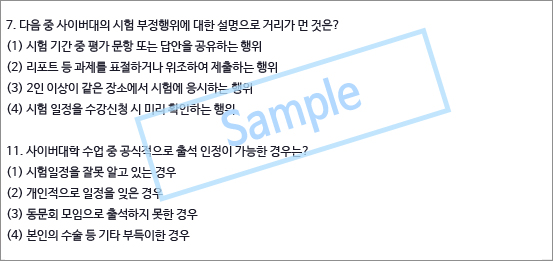 7. 다음 중 사이버대의 시험 부정행위에 대한 설명으로 거리가 먼 것은?
(1) 시험 기간 중 평가 문항 또는 답안을 공유하는 행위
(2) 리포트 등 과제를 표절하거나 위조하여 제출하는 행위
(3) 2인 이상이 같은 장소에서 시험에 응시하는 행위
(4) 시험 일정을 수강신청 시 미리 확인하는 행위
Sample
11. 사이버대학 수업 중 공식적으로 출석 인정이 가능한 경우는?
(1) 시험일정을 잘못 알고 있는 경우
(2) 개인적으로 일정을 잊은 경우
(3) 동문회 모임으로 출석하지 못한 경우
(4) 본인의 수술 등 기타 부득이한 경우